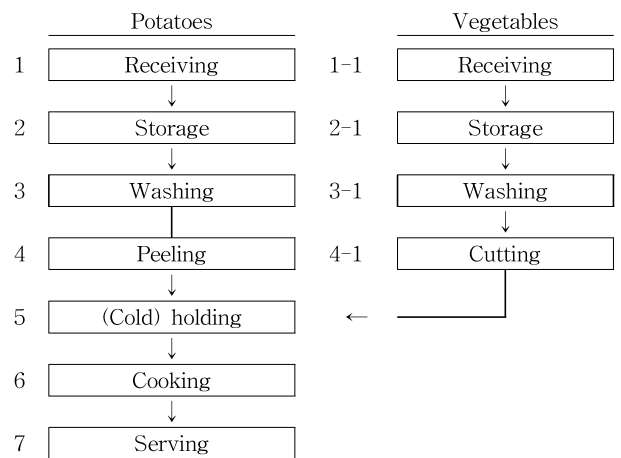 Potatoes Vegetables
1 Receiving 1-1 Receiving
2 Storage 2-1 Storage
3 Washing 3-1 Washing
4 Peeling 4-1 Cutting
5 (Cold) holding
6 Cooking
7 Serving